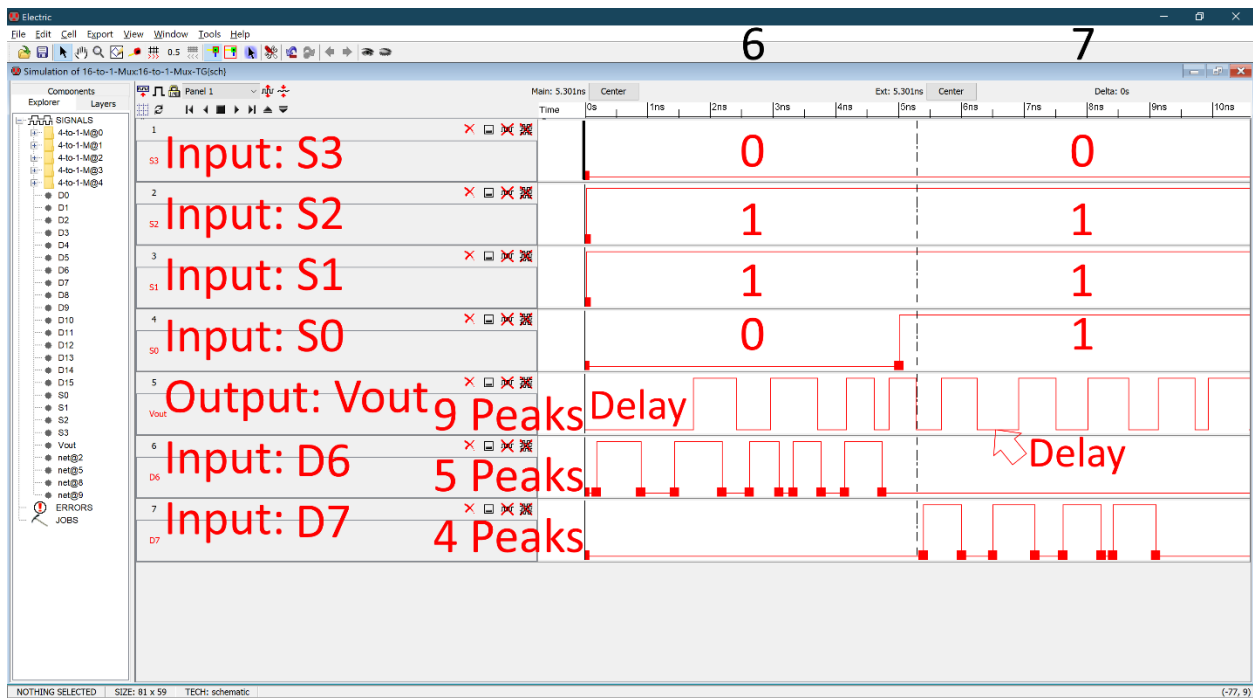 Electric
File Edit Cell Export View Window Tools Help
0.5
6 7
Simulation of 16-to-1-Mux:16-to-1-Mux-TG{sch}
Components
Explorer Layers
SIGNALS
4-to-1-M@0
4-to-1-M@1
4-to-1-M@2
4-to-1-M@3
4-to-1-M@4
D0
D1
D2
D3
D4
D5
D6
D7
D8
D9
D10
D11
D12
D13
D14
D15
S0
S1
S2
S3
Vout
net@2
net@5
net@8
net@9
ERRORS
JOBS
Panel 1
Main: 5.301ns Center Ext: 5.301ns Center Delta: 0s
Time 0s 1ns 2ns 3ns 4ns 5ns 6ns 7ns 8ns 9ns 10ns
1
S3 Input: S3 0 0
2
S2 Input: S2 1 1
3
S1 Input: S1 1 1
4
S0 Input: S0 0 1
5
Vout Output: Vout 9 Peaks Delay
Delay
6
D6 Input: D6 5 Peaks
7
D7 Input: D7 4 Peaks
NOTHING SELECTED SIZE: 81 x 59 TECH: schematic (-77, 9)